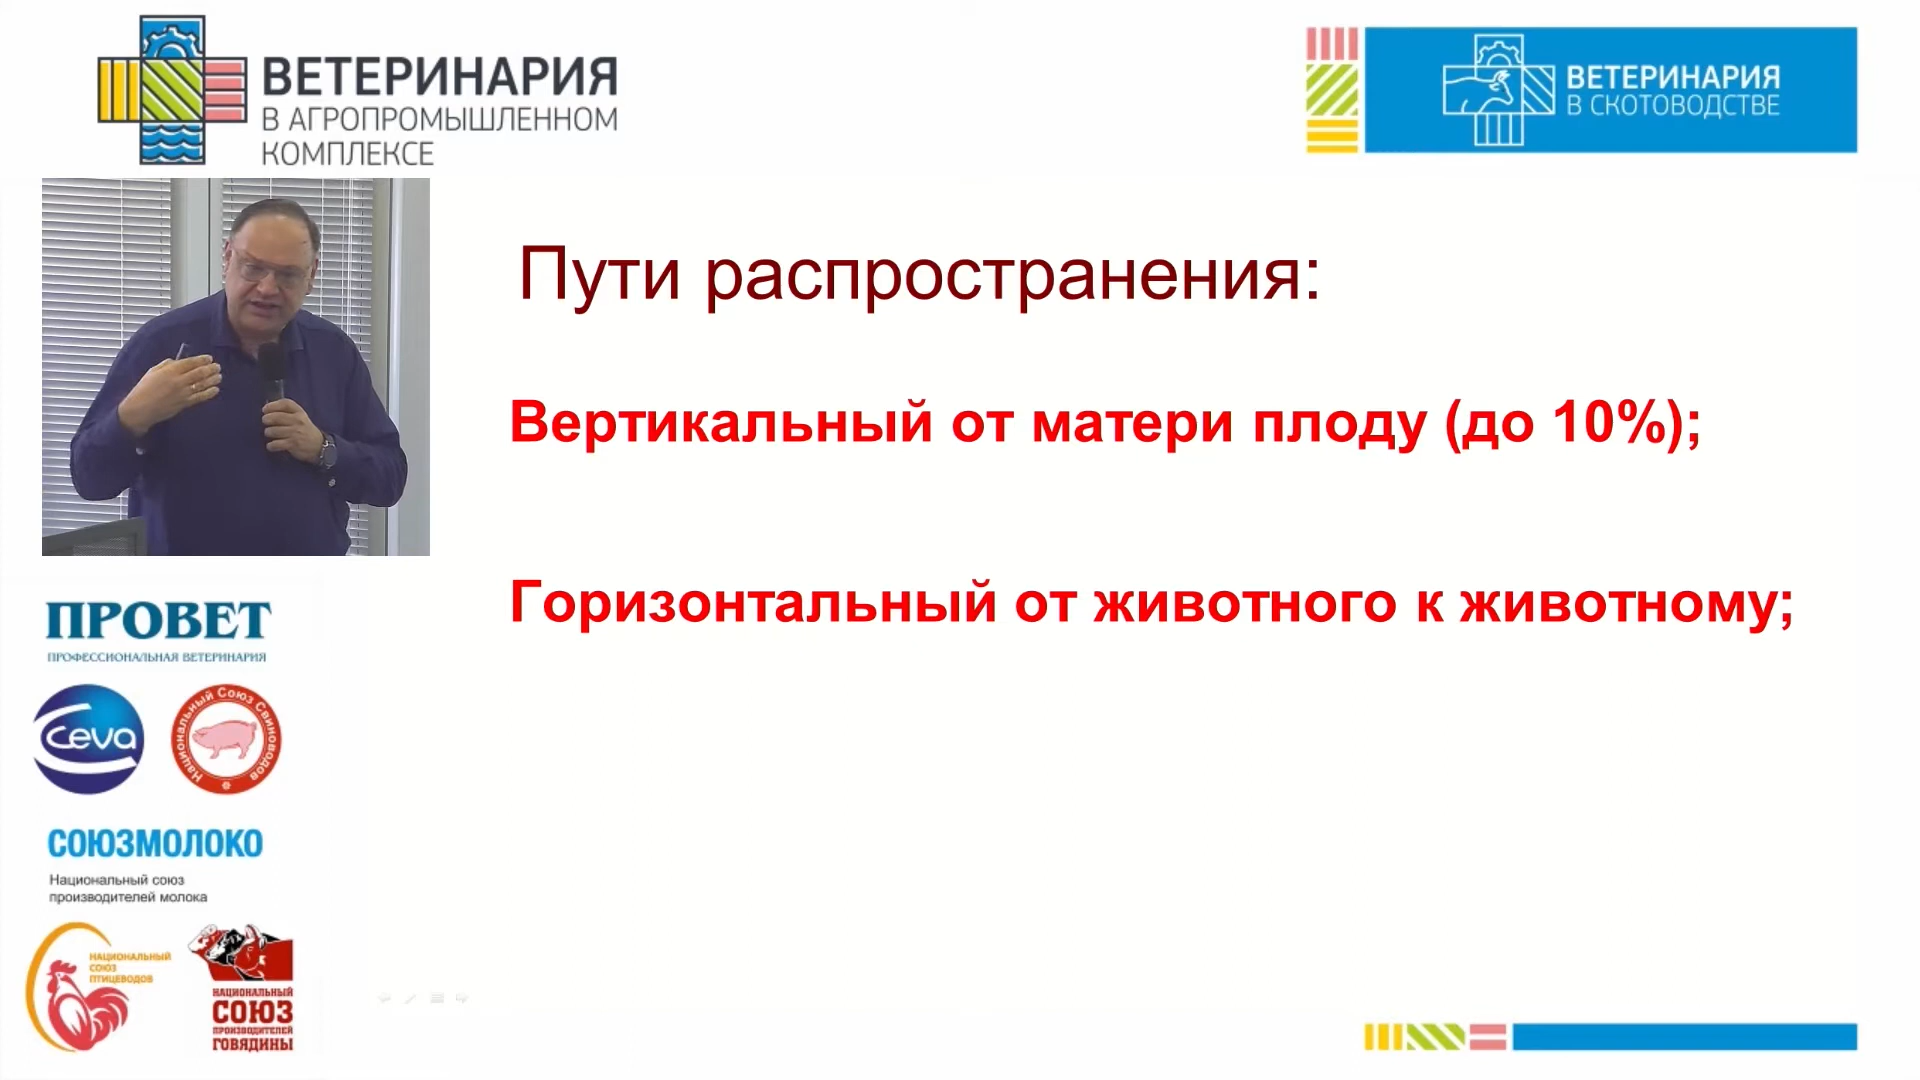 ВЕТЕРИНАРИЯ
В АГРОПРОМЫШЛЕННОМ
КОМПЛЕКСЕ
ВЕТЕРИНАРИЯ
В СКОТОВОДСТВЕ
Пути распространения:
Вертикальный от матери плоду (до 10%);
Горизонтальный от животного к животному;
ПРОВЕТ
ПРОФЕССИОНАЛЬНАЯ ВЕТЕРИНАРИЯ
Ceva
Национальный Союз Свиноводов
СОЮЗМОЛОКО
Национальный союз
производителей молока
НАЦИОНАЛЬНЫЙ
СОЮЗ
ПТИЦЕВОДОВ
НАЦИОНАЛЬНЫЙ
СОЮЗ
ПРОИЗВОДИТЕЛЕЙ
ГОВЯДИНЫ